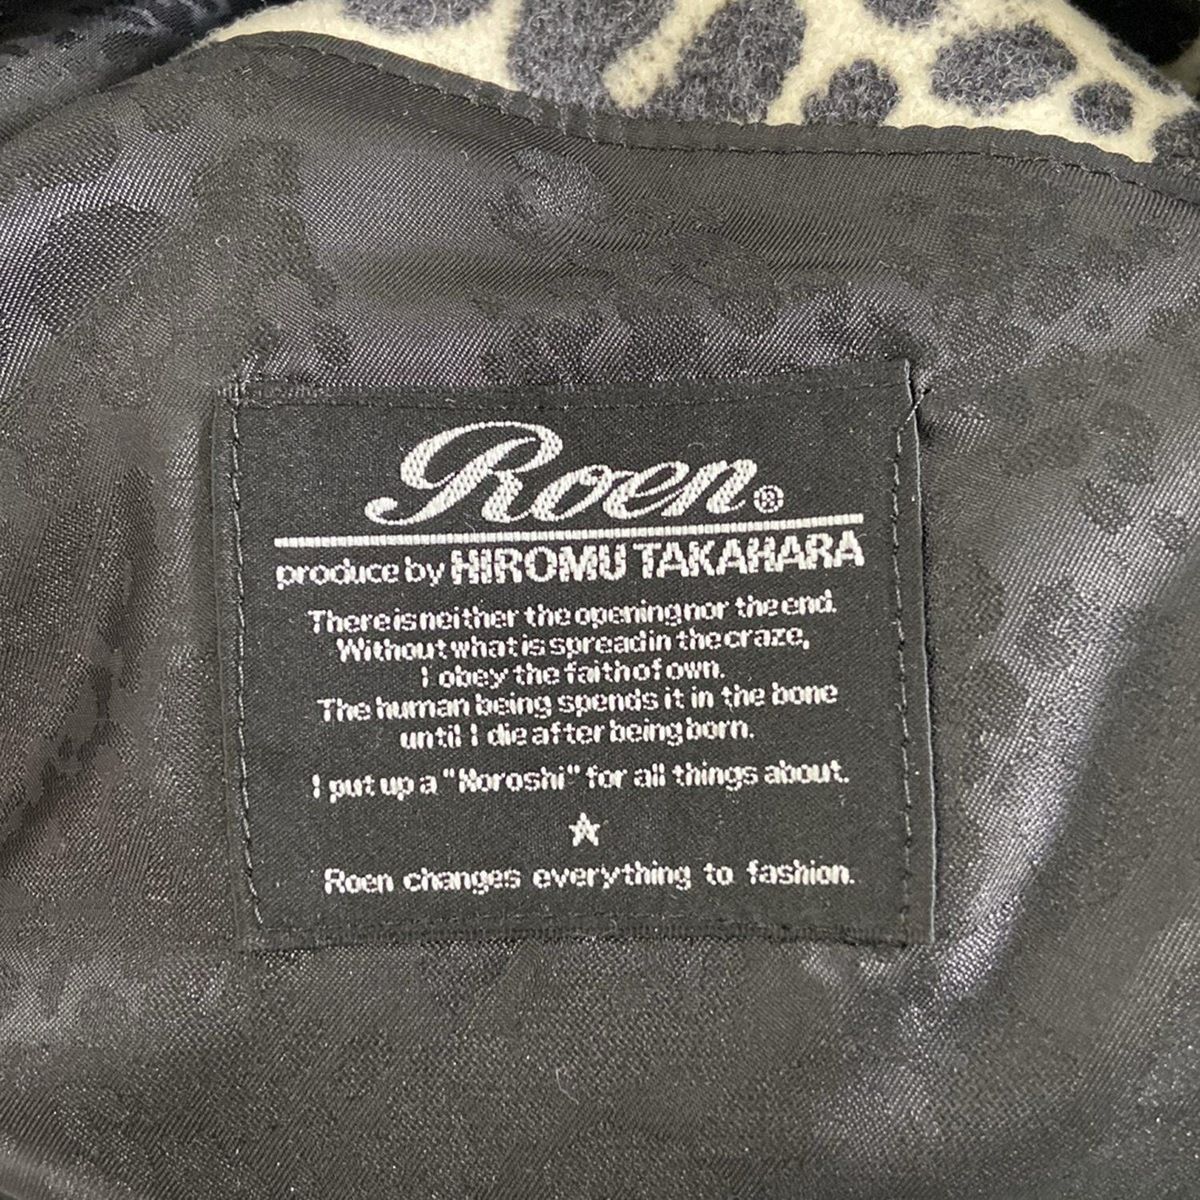 Roen®
produce by HIROMU TAKAHARA
There is neither the opening nor the end.
Without what is spread in the craze,
I obey the faith of own.
The human being spends it in the bone
until I die after being born.
I put up a "Noroshi" for all things about.
Roen changes everything to fashion.